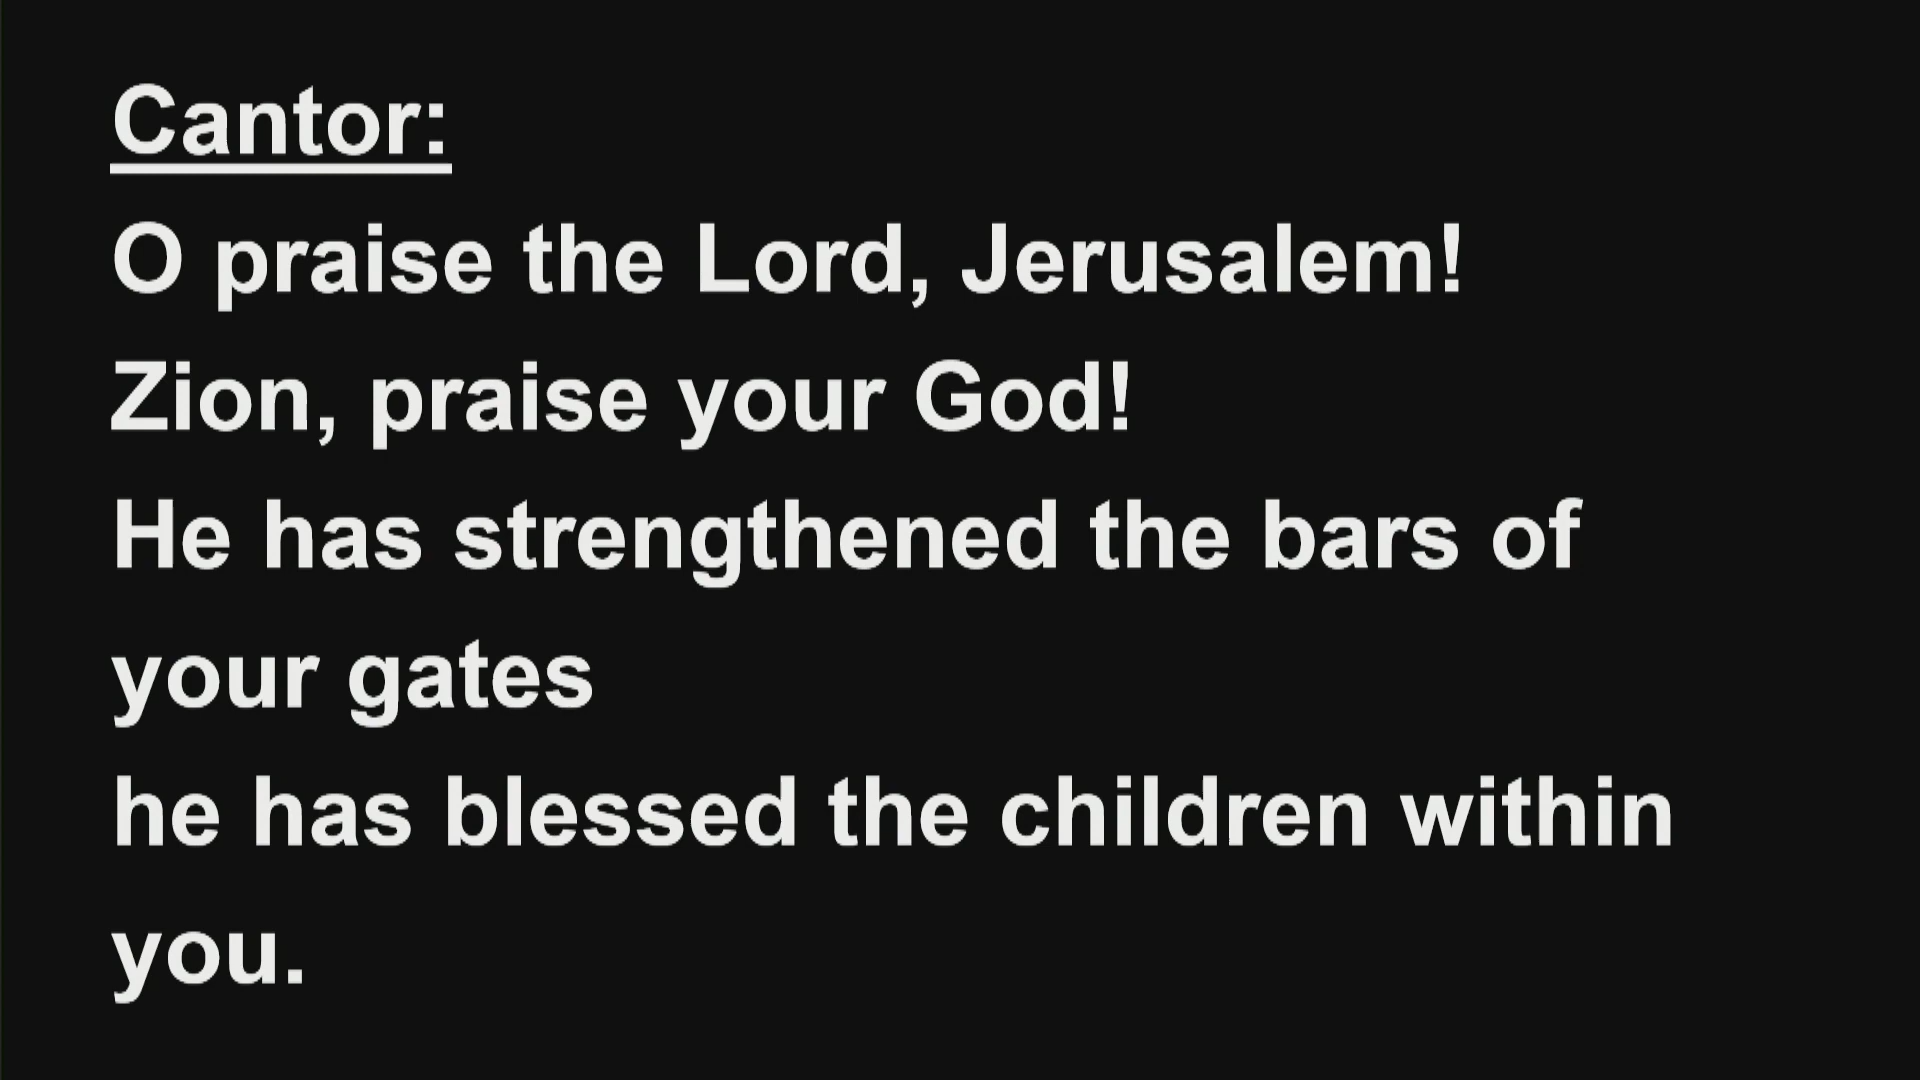 Cantor:
O praise the Lord, Jerusalem!
Zion, praise your God!
He has strengthened the bars of
your gates
he has blessed the children within
you.